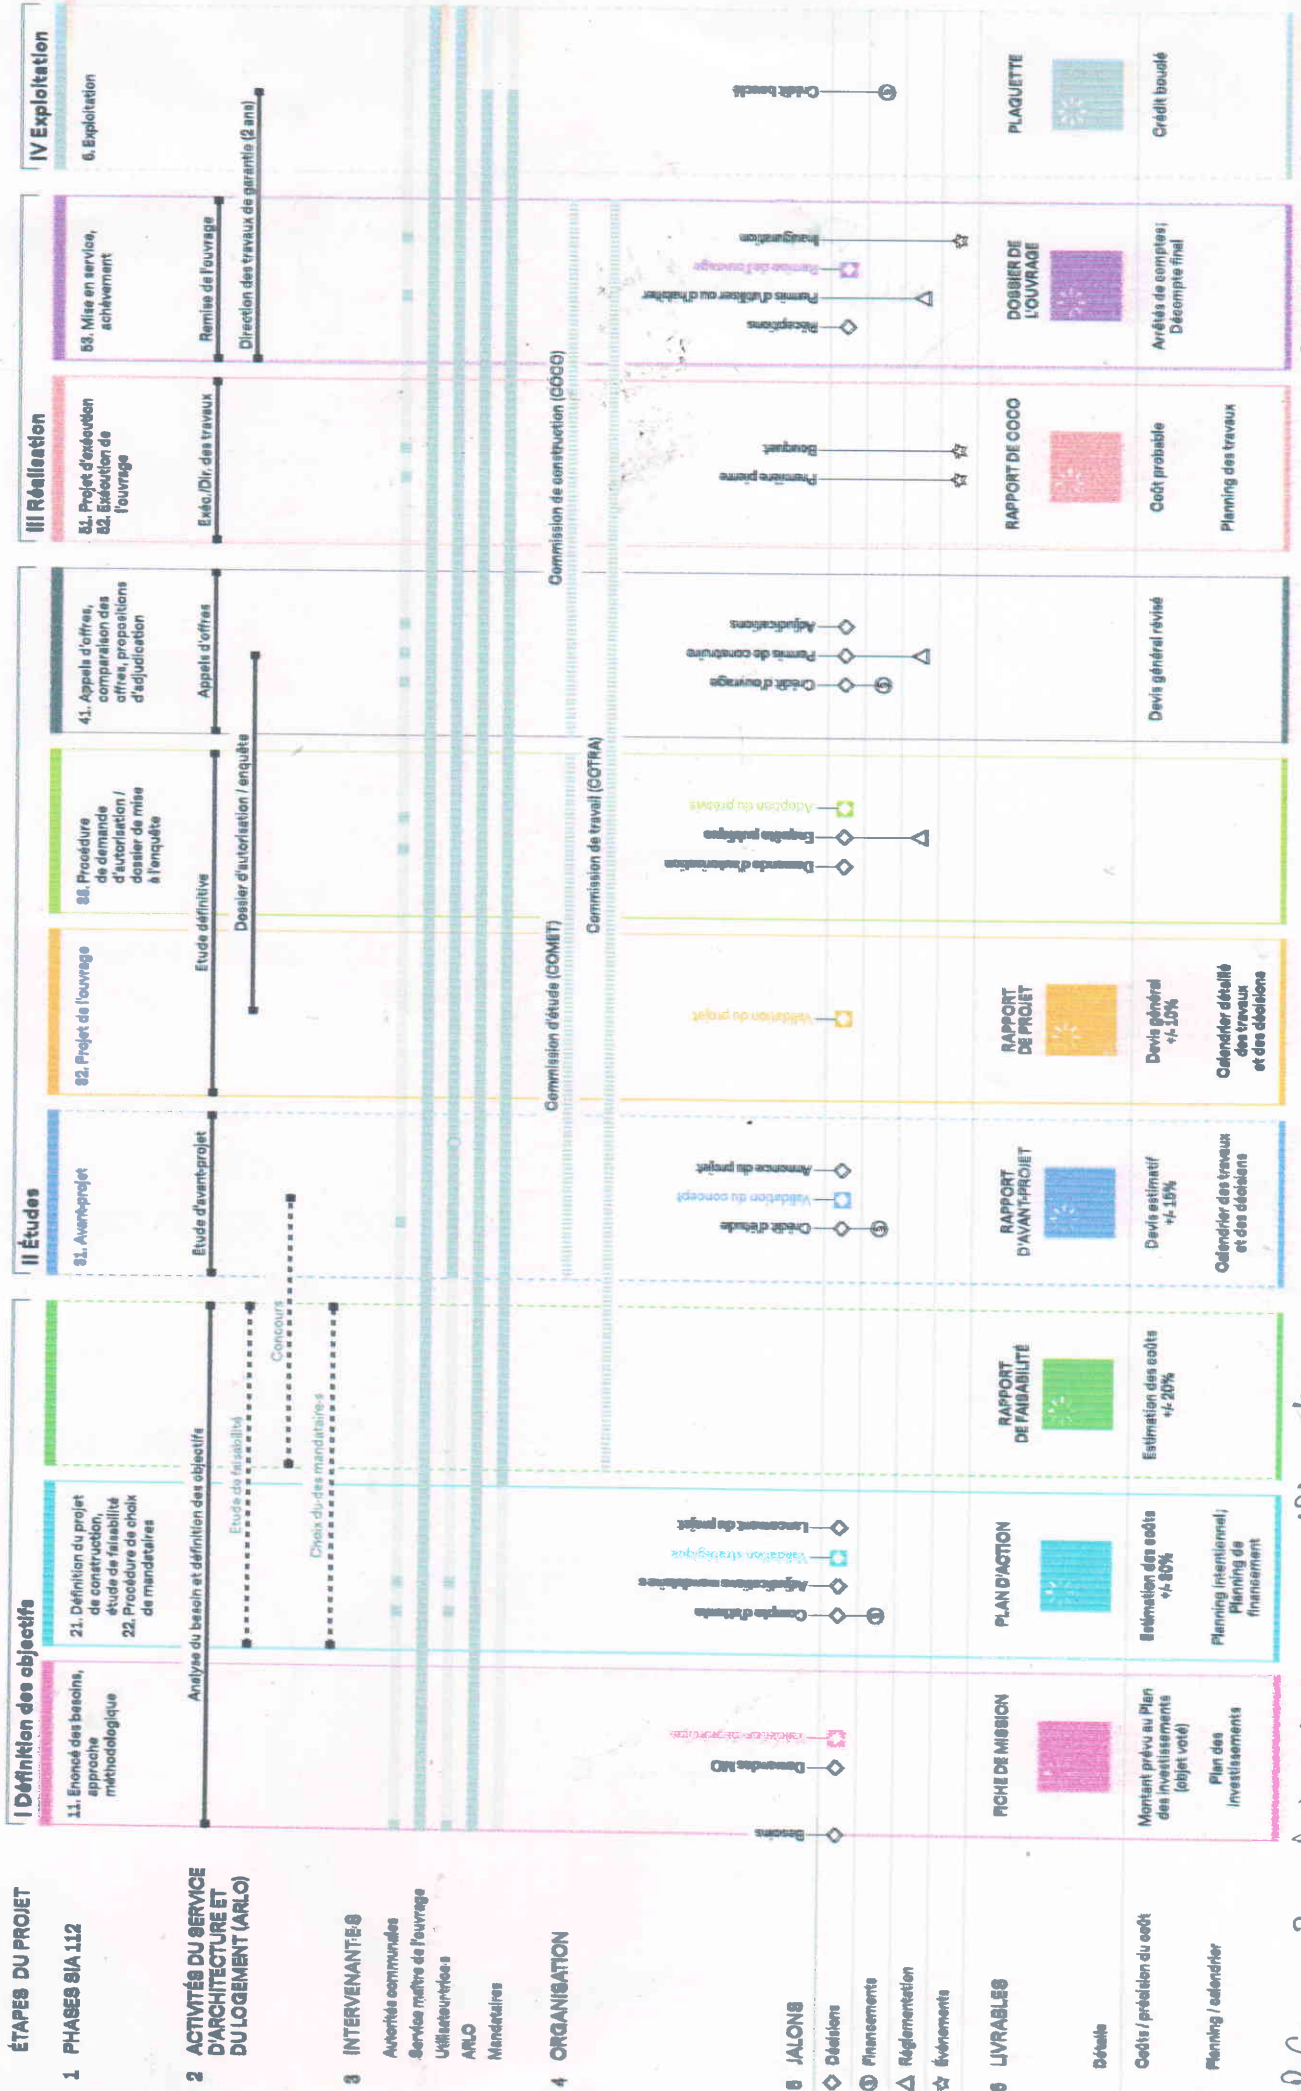 ÉTAPES DU PROJET
I Définition des objectifs
II Études
III Réalisation
IV Exploitation
1 PHASES SIA 112
11. Enoncé des besoins,
approche
méthodologique
21. Définition du projet
de construction,
étude de faisabilité
22. Procédure de choix
de mandataires
31. Avant-projet
32. Projet de l'ouvrage
33. Procédure
de demande
d'autorisation /
dossier de mise
à l'enquête
41. Appels d'offres,
comparaison des
offres, propositions
d'adjudication
51. Projet d'exécution
52. Exécution de
l'ouvrage
53. Mise en service,
achèvement
6. Exploitation
2 ACTIVITÉS DU SERVICE
D'ARCHITECTURE ET
DU LOGEMENT (ARLO)
Analyse du besoin et définition des objectifs
Etude d'avant-projet
Etude définitive
Appels d'offres
Exéc./Dir. des travaux
Remise de l'ouvrage
Etude de faisabilité
Dossier d'autorisation / enquête
Direction des travaux de garantie (2 ans)
Concours
Choix du·des mandataire·s
3 INTERVENANT·E·S
Autorités communales
Service maître de l'ouvrage
Utilisateur·trice·s
ARLO
Mandataires
4 ORGANISATION
Commission d'étude (COMET)
Commission de construction (COCO)
Commission de travail (COTRA)
5 JALONS
Besoins
Demandes MO
Compte d'attente
Adjudications mandataires
Validation stratégique
Lancement du projet
Crédit d'étude
Validation du concept
Annonce du projet
Validation du projet
Demande d'autorisation
Enquête publique
Adoption du préavis
Crédit d'ouvrage
Permis de construire
Adjudications
Première pierre
Bouquet
Réceptions
Permis d'utiliser ou d'habiter
Remise de l'ouvrage
Inauguration
Crédit bouclé
Décisions
Financements
Réglementation
Événements
6 LIVRABLES
FICHE DE MISSION
PLAN D'ACTION
RAPPORT
DE FAISABILITÉ
RAPPORT
D'AVANT-PROJET
RAPPORT
DE PROJET
RAPPORT DE COCO
DOSSIER DE
L'OUVRAGE
PLAQUETTE
Détails
Coûts / précision du coût
Montant prévu au Plan
des investissements
(objet voté)
Estimation des coûts
+/- 30%
Estimation des coûts
+/- 20%
Devis estimatif
+/- 15%
Devis général
+/- 10%
Devis général révisé
Coût probable
Arrêtés de comptes;
Décompte final
Crédit bouclé
Planning / calendrier
Plan des
investissements
Planning intentionnel;
Planning de
financement
Calendrier des travaux
et des décisions
Calendrier détaillé
des travaux
et des décisions
Planning des travaux